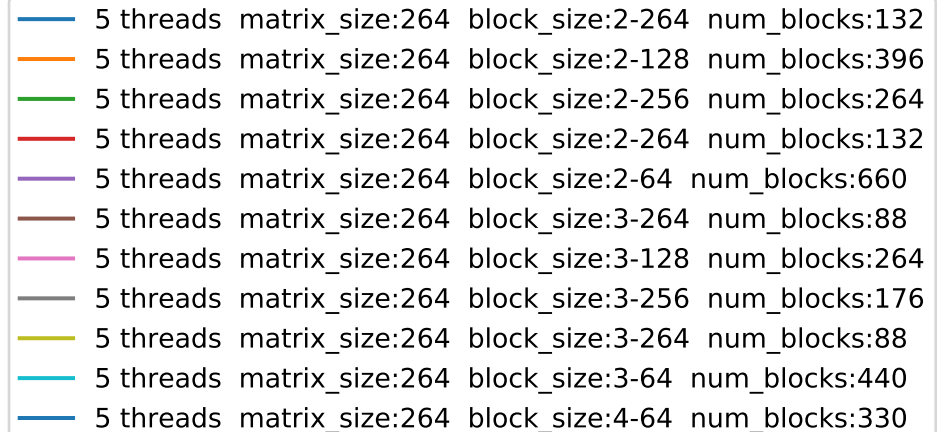 5 threads matrix_size:264 block_size:2-264 num_blocks:132
5 threads matrix_size:264 block_size:2-128 num_blocks:396
5 threads matrix_size:264 block_size:2-256 num_blocks:264
5 threads matrix_size:264 block_size:2-264 num_blocks:132
5 threads matrix_size:264 block_size:2-64 num_blocks:660
5 threads matrix_size:264 block_size:3-264 num_blocks:88
5 threads matrix_size:264 block_size:3-128 num_blocks:264
5 threads matrix_size:264 block_size:3-256 num_blocks:176
5 threads matrix_size:264 block_size:3-264 num_blocks:88
5 threads matrix_size:264 block_size:3-64 num_blocks:440
5 threads matrix_size:264 block_size:4-64 num_blocks:330